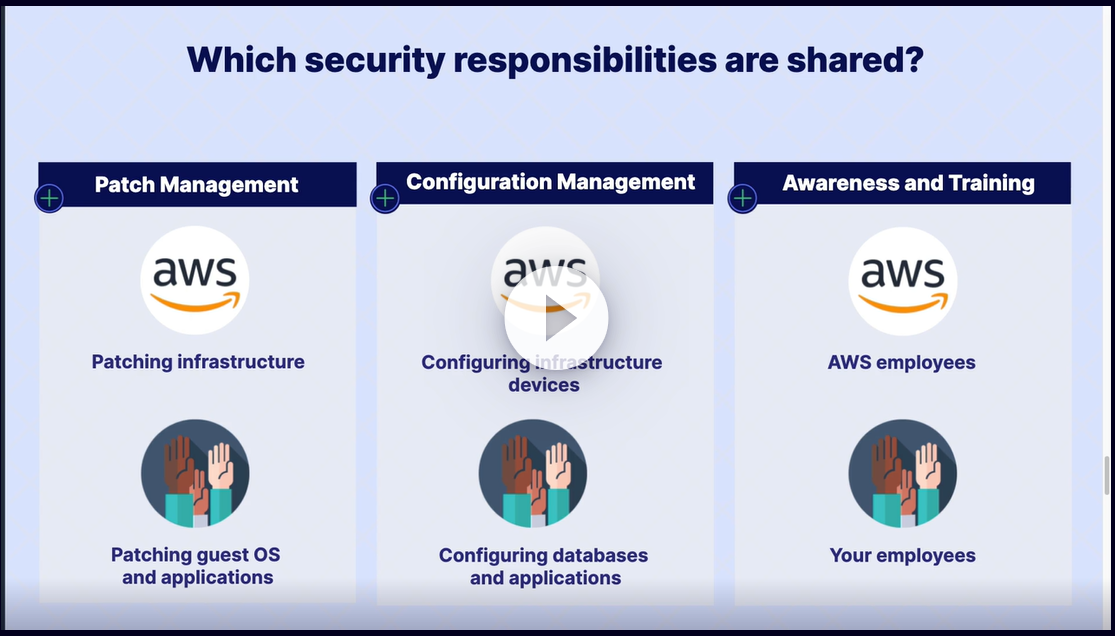 Which security responsibilities are shared?
Patch Management
aws
Patching infrastructure
Patching guest OS
and applications
Configuration Management
aws
Configuring infrastructure
devices
Configuring databases
and applications
Awareness and Training
aws
AWS employees
Your employees